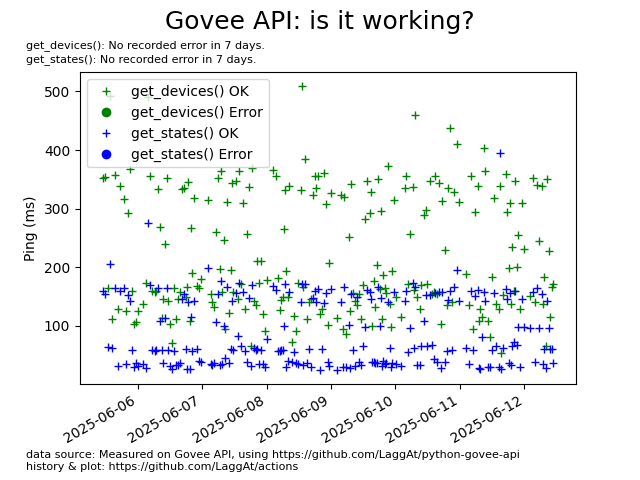 Govee API: is it working?
get_devices(): No recorded error in 7 days.
get_states(): No recorded error in 7 days.
get_devices() OK
get_devices() Error
get_states() OK
get_states() Error
Ping (ms)
500
400
300
200
100
2025-06-06
2025-06-07
2025-06-08
2025-06-09
2025-06-10
2025-06-11
2025-06-12
data source: Measured on Govee API, using https://github.com/LaggAt/python-govee-api
history & plot: https://github.com/LaggAt/actions